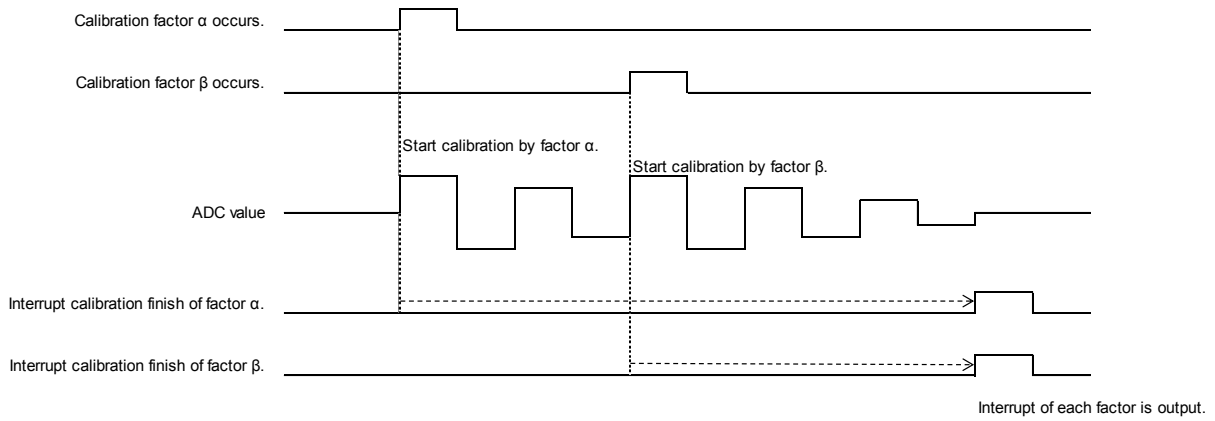 Calibration factor α occurs.
Calibration factor β occurs.
Start calibration by factor α.
Start calibration by factor β.
ADC value
Interrupt calibration finish of factor α.
Interrupt calibration finish of factor β.
Interrupt of each factor is output.